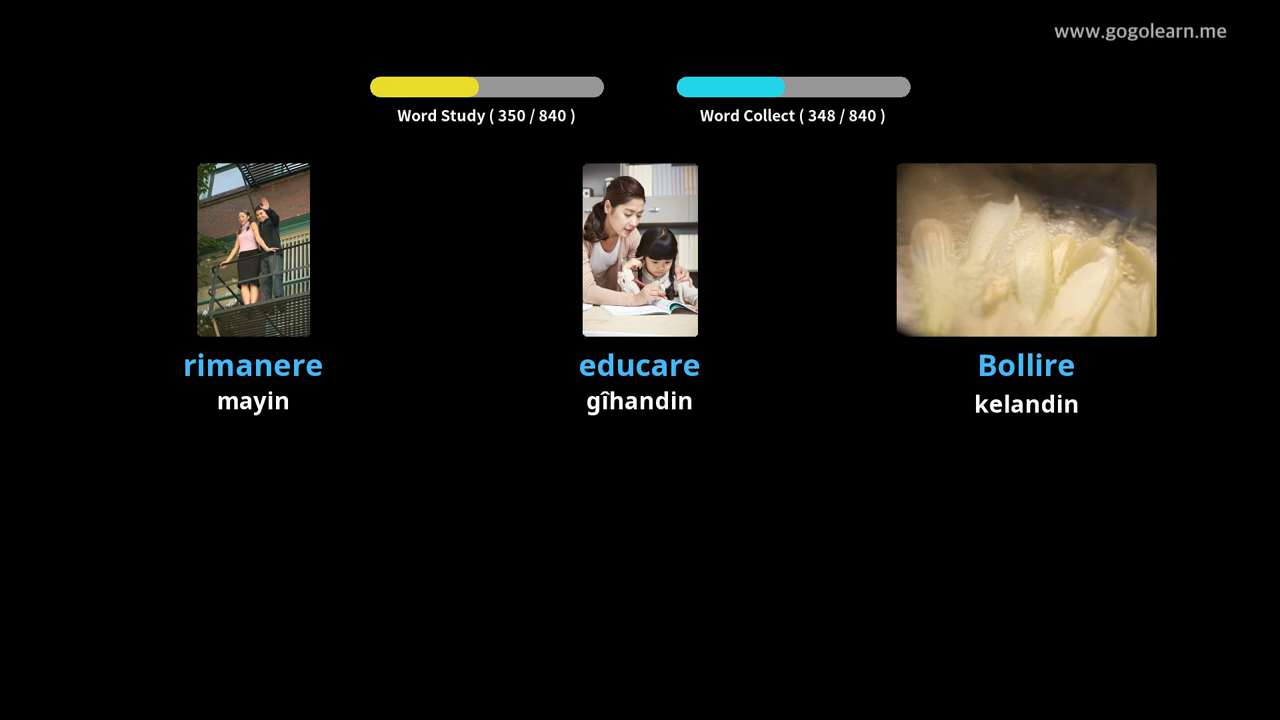 www.gogolearn.me
Word Study ( 350 / 840 )
Word Collect ( 348 / 840 )
rimanere
mayin
educare
gîhandin
Bollire
kelandin